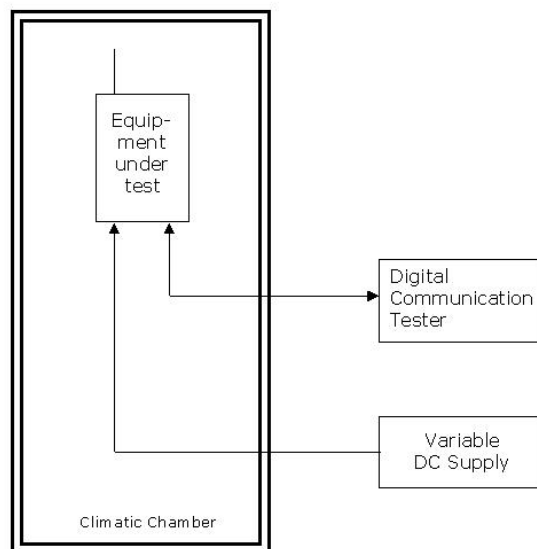 Equip-
ment
under
test
Digital
Communication
Tester
Variable
DC Supply
Climatic Chamber